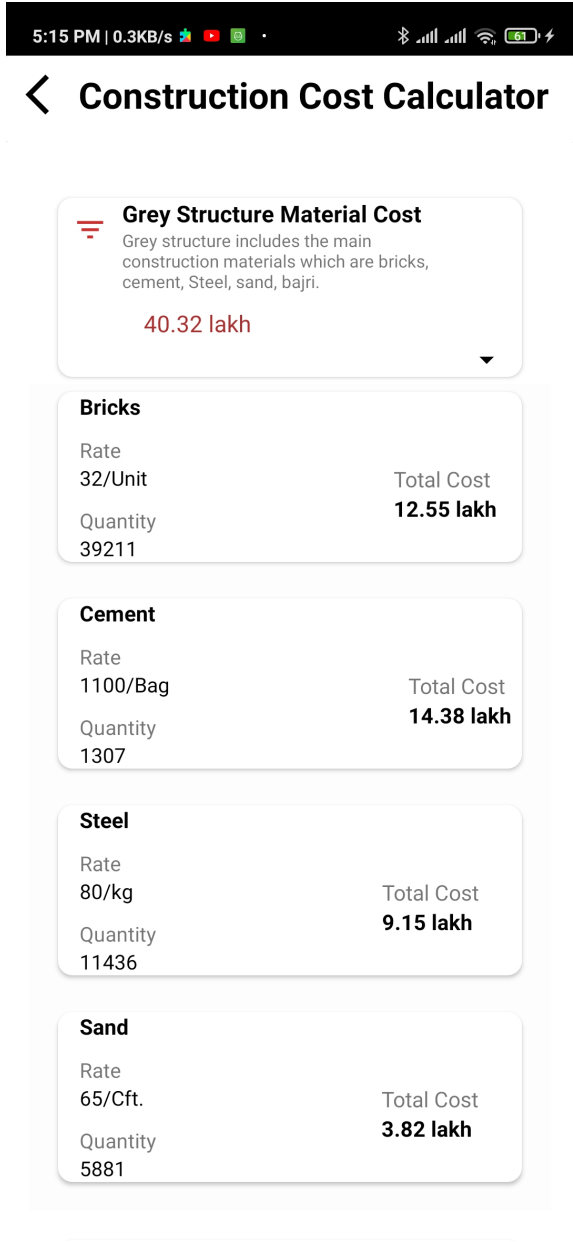 5:15 PM | 0.3KB/s
61
Construction Cost Calculator
Grey Structure Material Cost
Grey structure includes the main
construction materials which are bricks,
cement, Steel, sand, bajri.
40.32 lakh
Bricks
Rate
32/Unit
Total Cost
12.55 lakh
Quantity
39211
Cement
Rate
1100/Bag
Total Cost
14.38 lakh
Quantity
1307
Steel
Rate
80/kg
Total Cost
9.15 lakh
Quantity
11436
Sand
Rate
65/Cft.
Total Cost
3.82 lakh
Quantity
5881